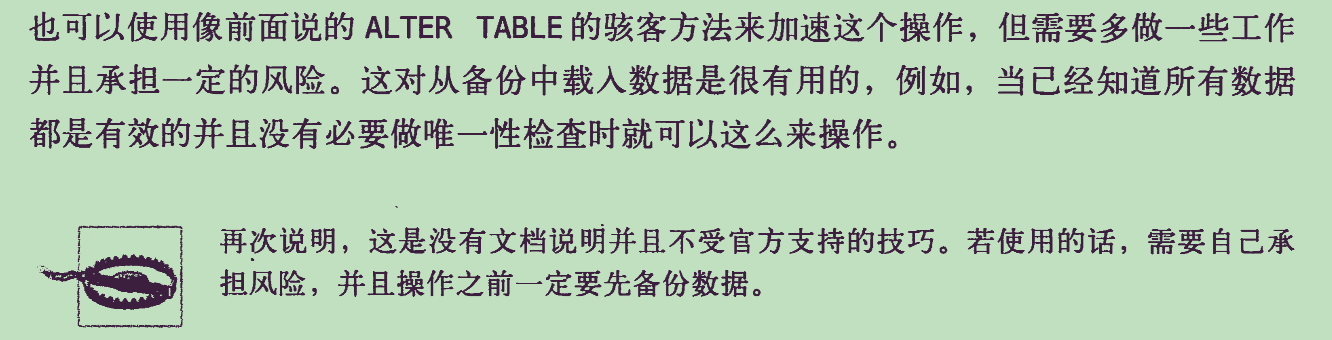 也可以使用像前面说的 ALTER TABLE 的骇客方法来加速这个操作，但需要多做一些工作
并且承担一定的风险。这对从备份中载入数据是很有用的，例如，当已经知道所有数据
都是有效的并且没有必要做唯一性检查时就可以这么来操作。
再次说明，这是没有文档说明并且不受官方支持的技巧。若使用的话，需要自己承
担风险，并且操作之前一定要先备份数据。